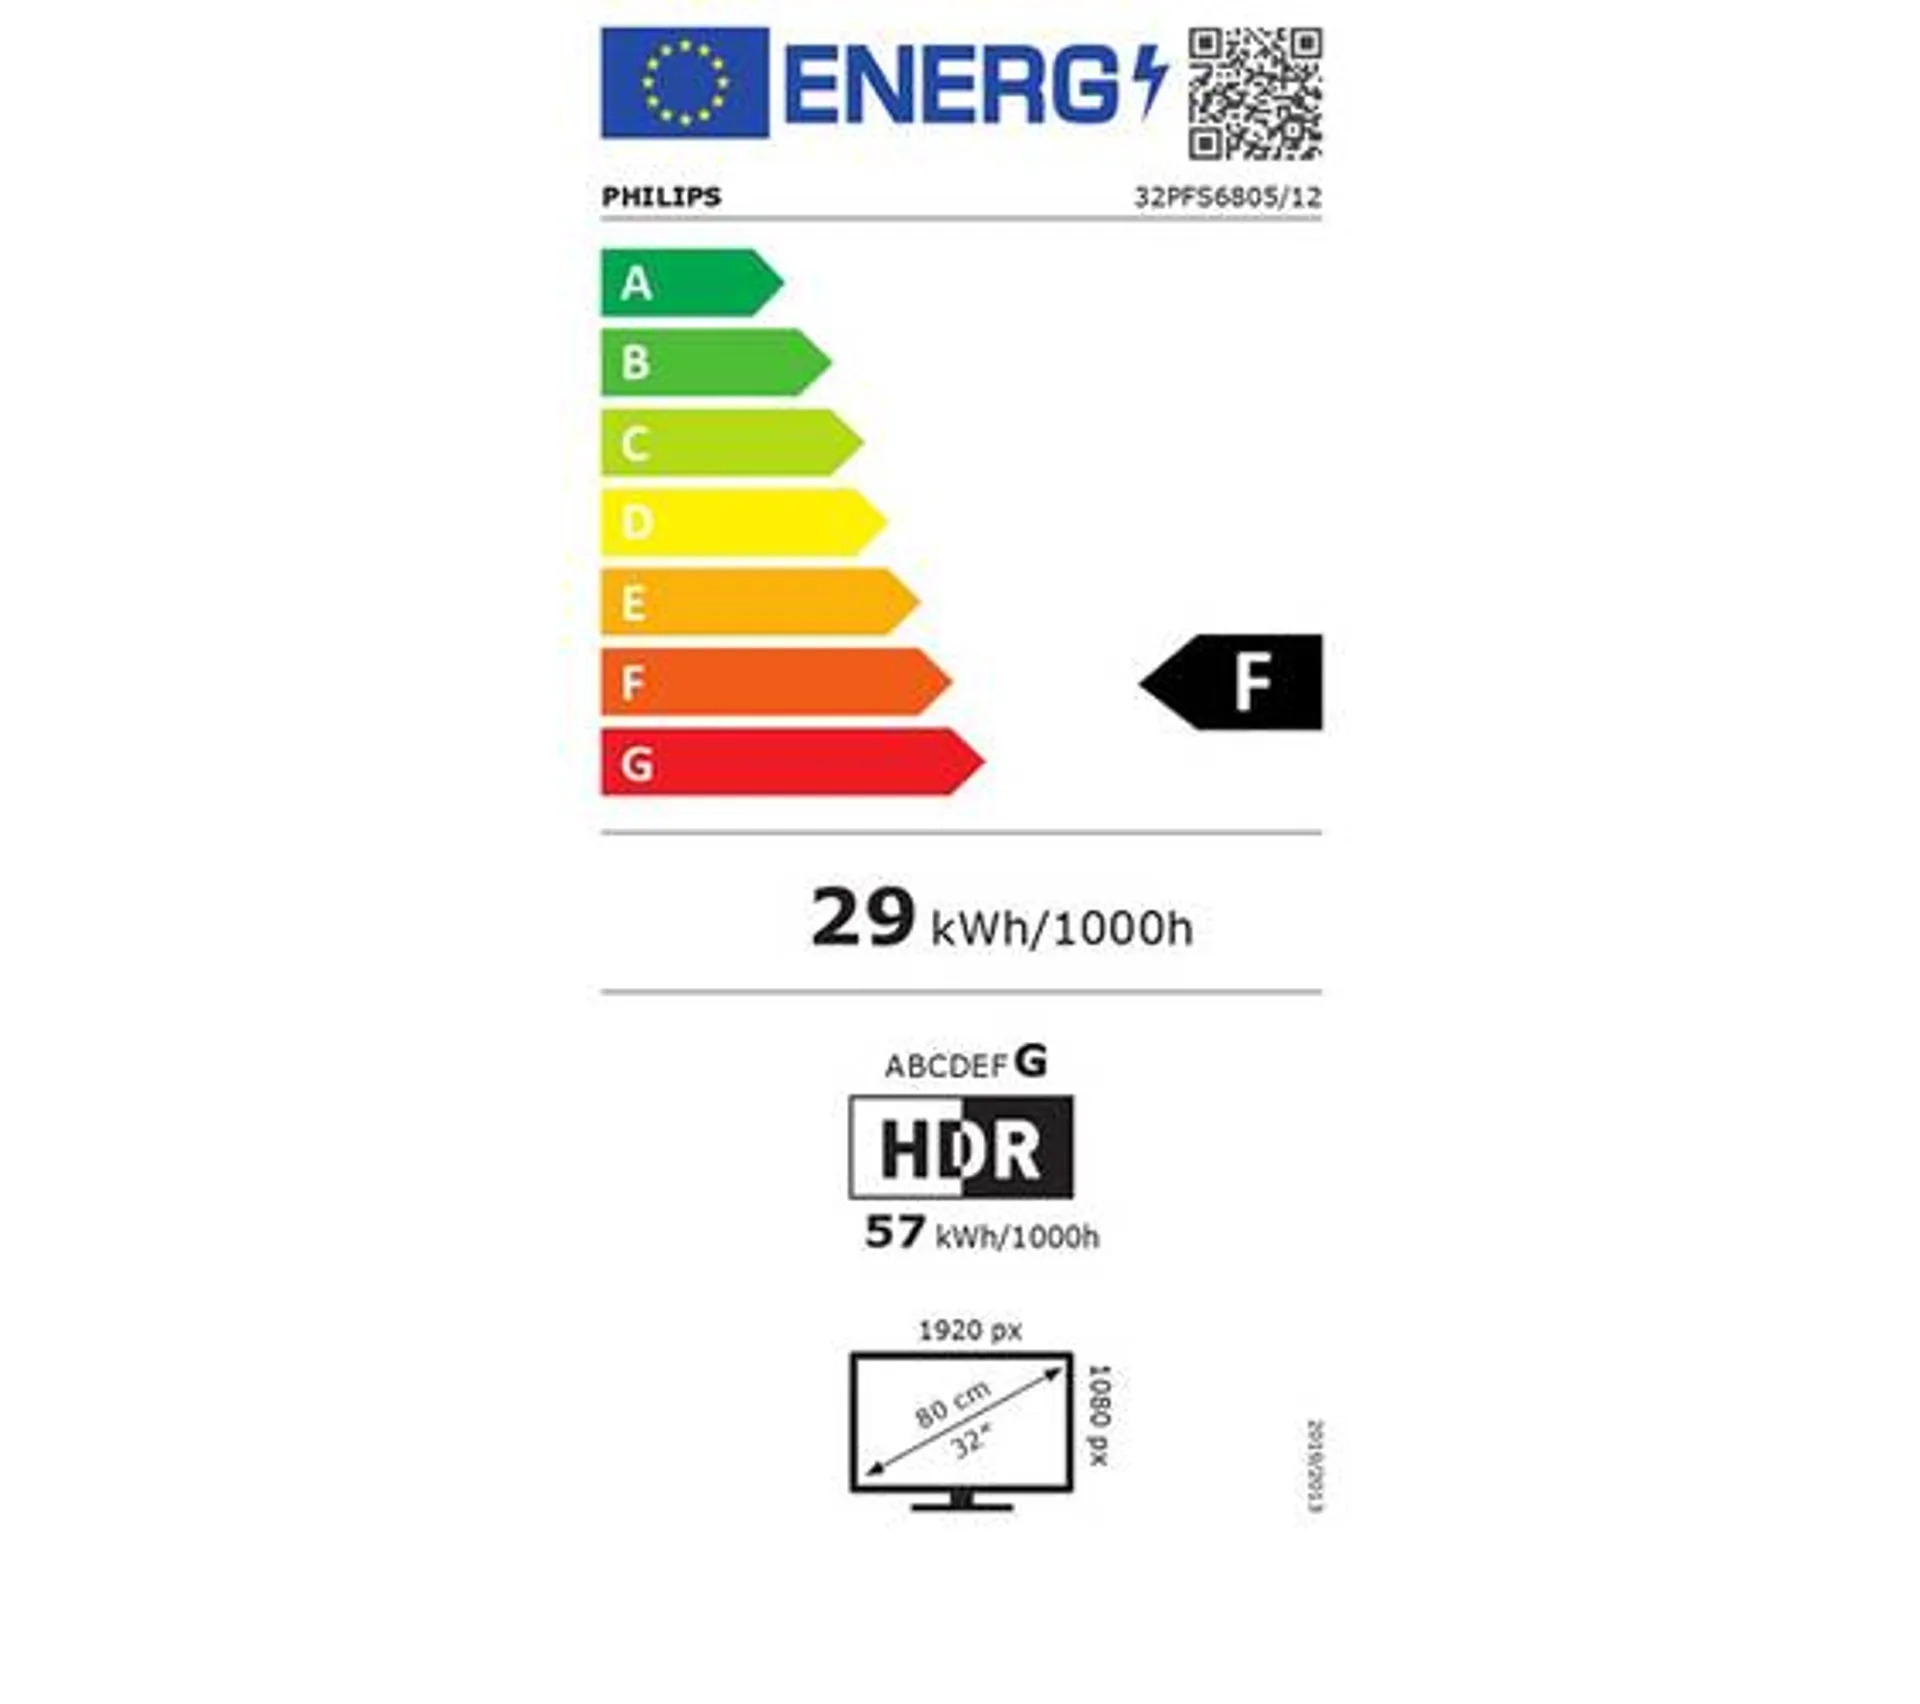 ENERG
PHILIPS
32PFS6805/12
A
B
C
D
E
F
F
G
29 kWh/1000h
ABCDEFG
HDR
57 kWh/1000h
1920 px
80 cm
32"
1080 px
2019/2013